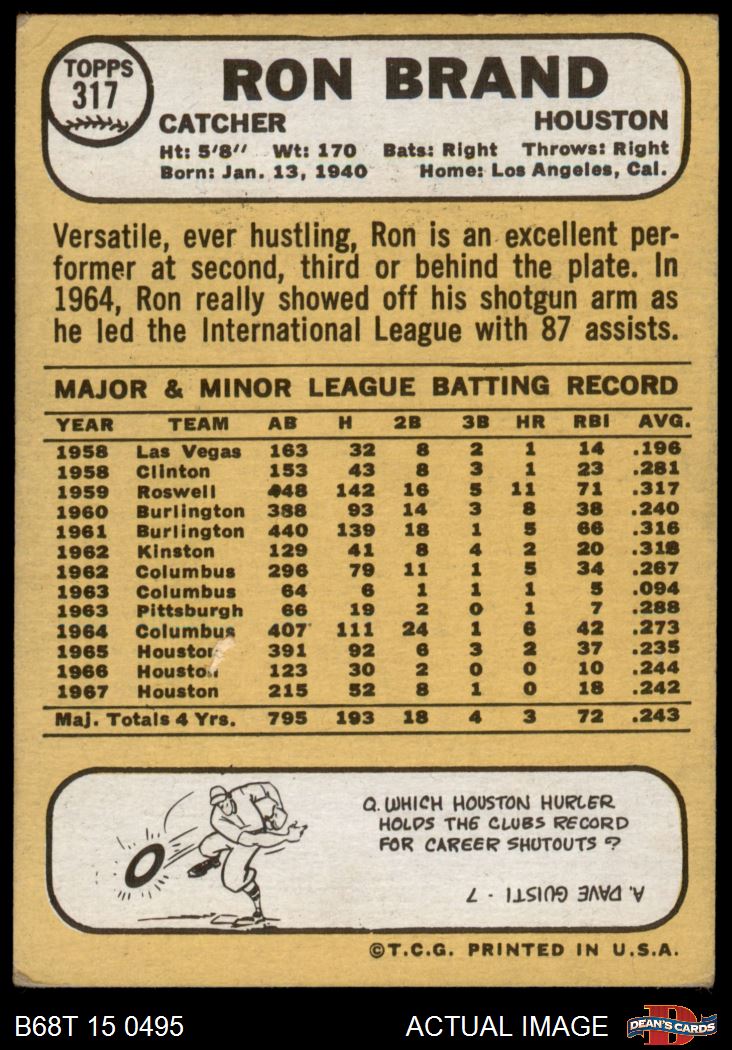 TOPPS
317
RON BRAND
CATCHER HOUSTON
Ht: 5'8" Wt: 170 Bats: Right Throws: Right
Born: Jan. 13, 1940 Home: Los Angeles, Cal.
Versatile, ever hustling, Ron is an excellent per-
former at second, third or behind the plate. In
1964, Ron really showed off his shotgun arm as
he led the International League with 87 assists.
MAJOR & MINOR LEAGUE BATTING RECORD
YEAR TEAM AB H 2B 3B HR RBI AVG.
1958 Las Vegas 163 32 8 2 1 14 .196
1958 Clinton 153 43 8 3 1 23 .281
1959 Roswell 448 142 16 5 11 71 .317
1960 Burlington 388 93 14 3 8 38 .240
1961 Burlington 440 139 18 1 5 66 .316
1962 Kinston 129 41 8 4 2 20 .318
1962 Columbus 296 79 11 1 5 34 .267
1963 Columbus 64 6 1 1 1 5 .094
1963 Pittsburgh 66 19 2 0 1 7 .288
1964 Columbus 407 111 24 1 6 42 .273
1965 Houston 391 92 6 3 2 37 .235
1966 Houston 123 30 2 0 0 10 .244
1967 Houston 215 52 8 1 0 18 .242
Maj. Totals 4 Yrs. 795 193 18 4 3 72 .243
Q. WHICH HOUSTON HURLER
HOLDS THE CLUBS RECORD
FOR CAREER SHUTOUTS?
A. DAVE GUISTI - 7
©T.C.G. PRINTED IN U.S.A.
B68T 15 0495 ACTUAL IMAGE D DEAN'S CARDS